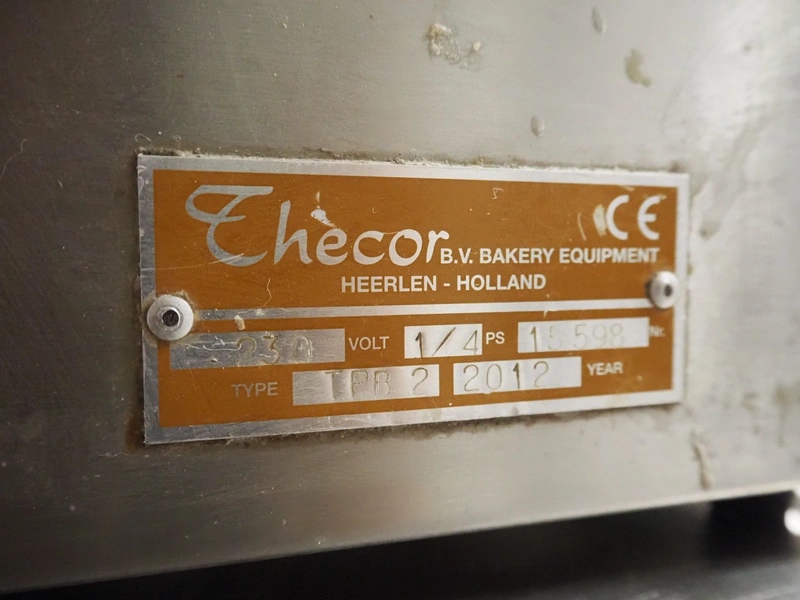 Thecor B.V. BAKERY EQUIPMENT CE
HEERLEN - HOLLAND
230 VOLT 1/4 PS 15598 Nr.
TYPE TPB 2 2012 YEAR